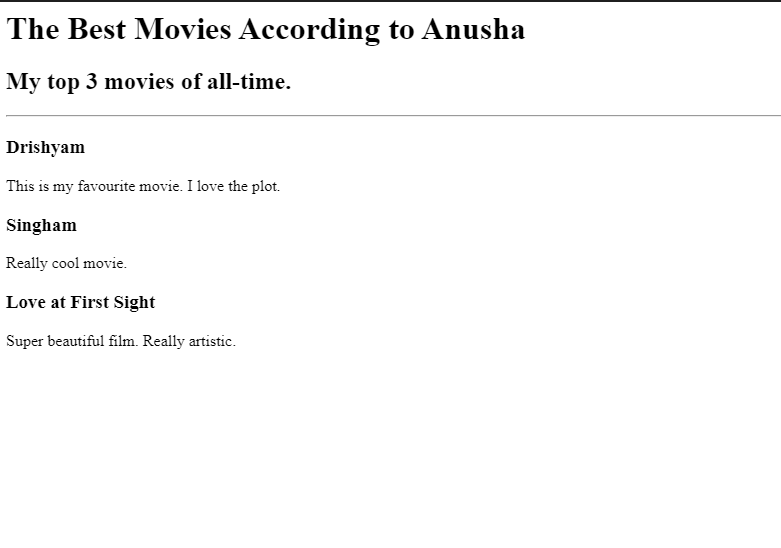 The Best Movies According to Anusha
My top 3 movies of all-time.
Drishyam
This is my favourite movie. I love the plot.
Singham
Really cool movie.
Love at First Sight
Super beautiful film. Really artistic.